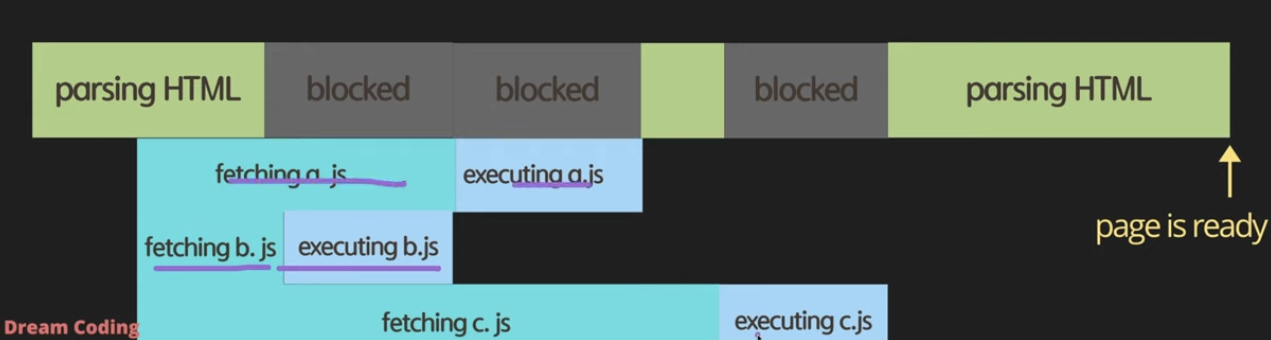 parsing HTML
blocked
blocked
blocked
parsing HTML
fetching a. js
executing a.js
page is ready
fetching b. js
executing b.js
fetching c. js
executing c.js
Dream Coding